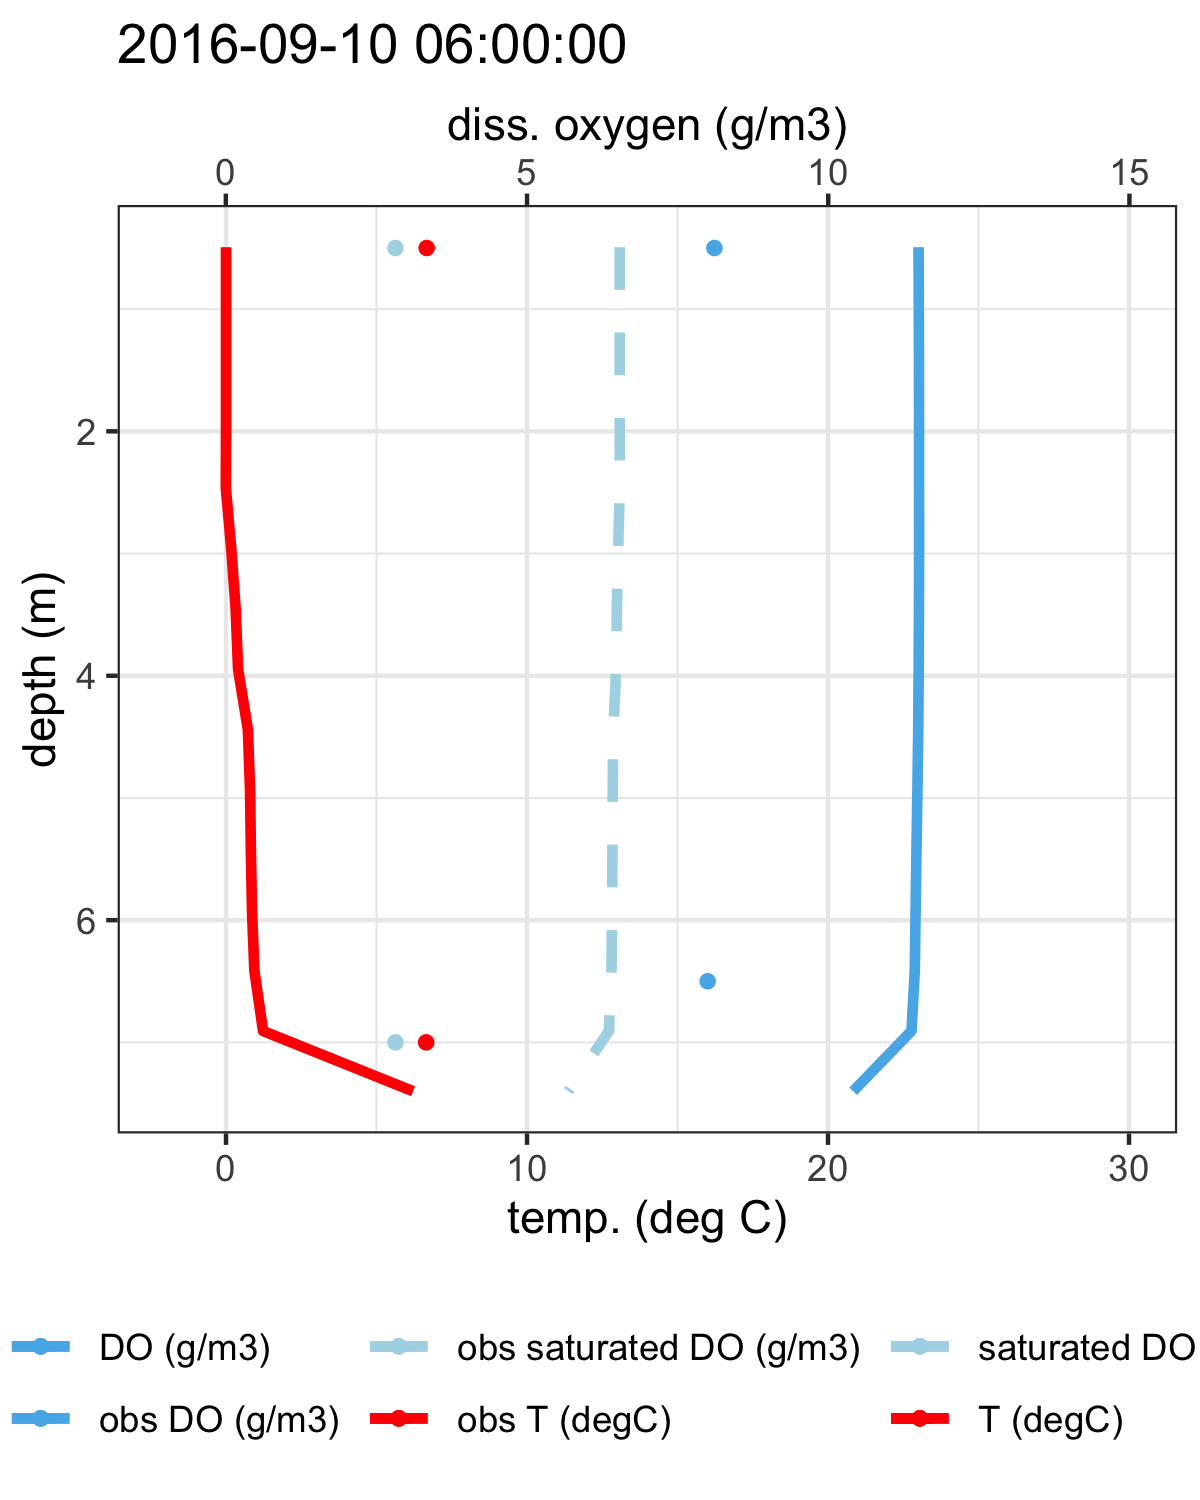 2016-09-10 06:00:00
diss. oxygen (g/m3)
0 5 10 15
depth (m)
2
4
6
0 10 20 30
temp. (deg C)
DO (g/m3) obs saturated DO (g/m3) saturated DO
obs DO (g/m3) obs T (degC) T (degC)